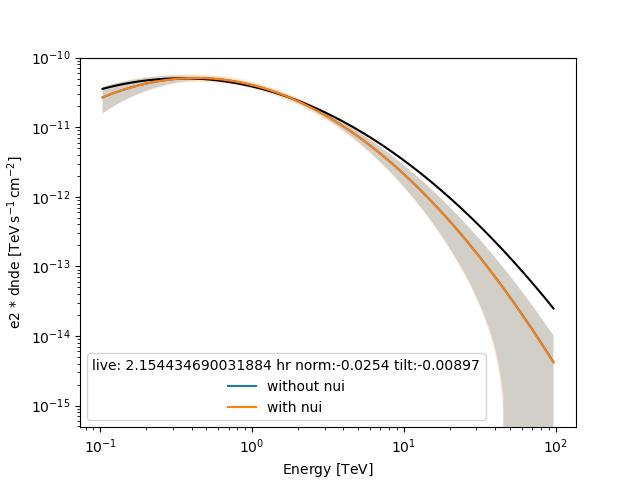 10⁻¹⁰
10⁻¹¹
10⁻¹²
10⁻¹³
10⁻¹⁴
10⁻¹⁵
e2 * dnde [TeV s⁻¹ cm⁻²]
live: 2.154434690031884 hr norm:-0.0254 tilt:-0.00897
without nui
with nui
10⁻¹ 10⁰ 10¹ 10²
Energy [TeV]